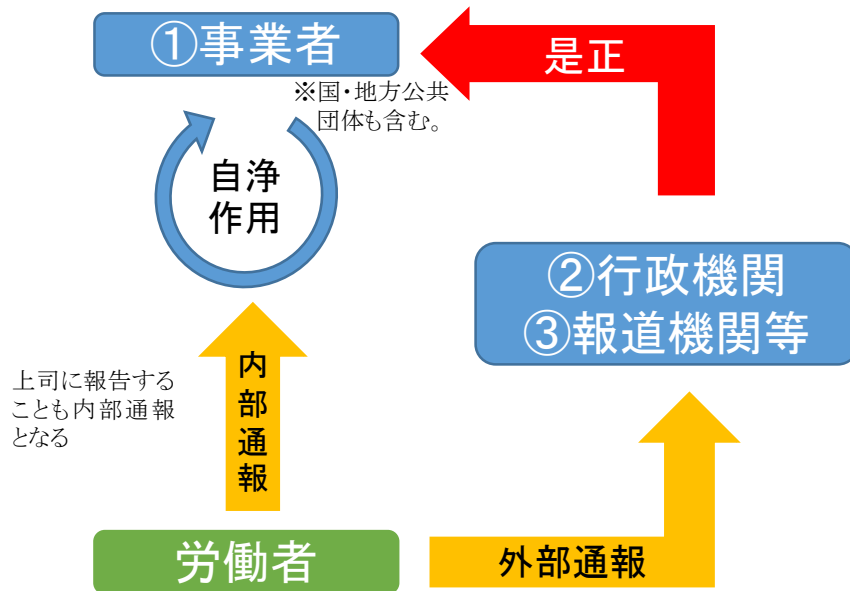 ①事業者
是正
※国・地方公共
団体も含む。
自浄
作用
②行政機関
③報道機関等
内部通報
上司に報告する
ことも内部通報
となる
労働者
外部通報